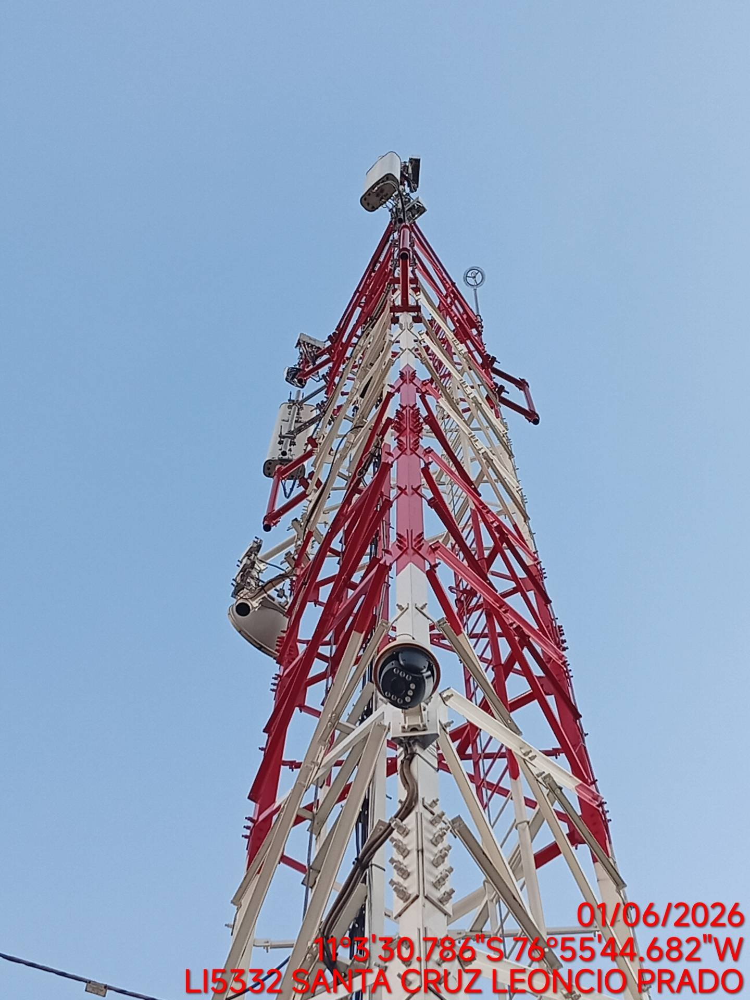 01/06/2026
11°3'30.786"S 76°55'44.682"W
LI5332 SANTA CRUZ LEONCIO PRADO